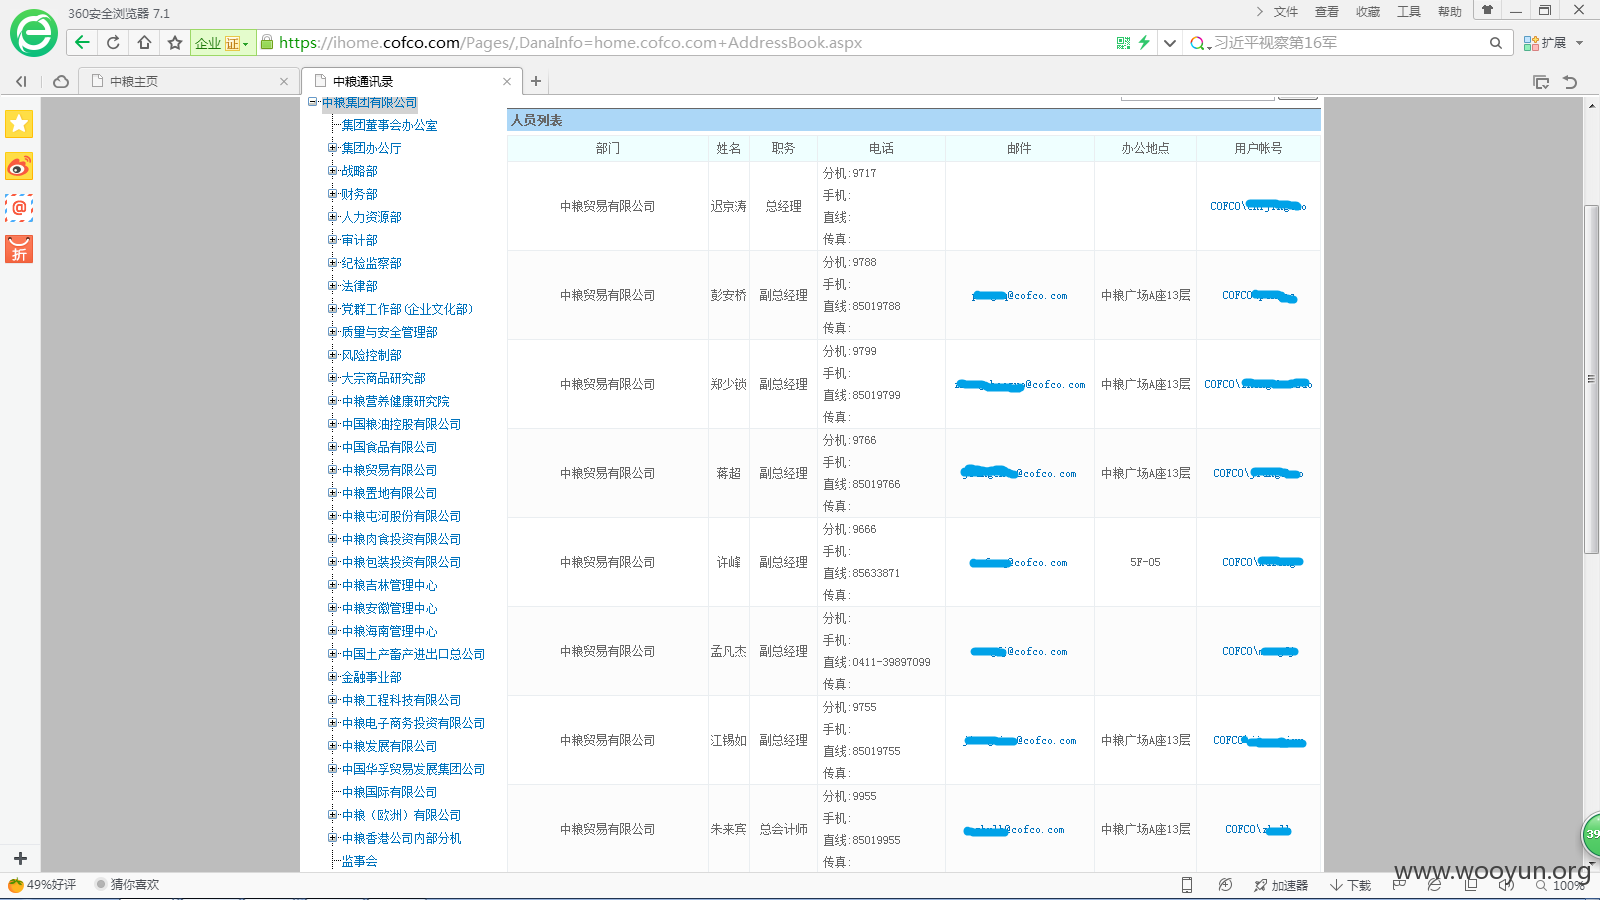 360安全浏览器 7.1
文件 查看 收藏 工具 帮助
企业 证 https://ihome.cofco.com/Pages/,DanaInfo=home.cofco.com+AddressBook.aspx 习近平视察第16军 扩展
中粮主页 中粮通讯录
中粮集团有限公司
集团董事会办公室
集团办公厅
战略部
财务部
人力资源部
审计部
纪检监察部
法律部
党群工作部(企业文化部)
质量与安全管理部
风险控制部
大宗商品研究部
中粮营养健康研究院
中国粮油控股有限公司
中国食品有限公司
中粮贸易有限公司
中粮置地有限公司
中粮屯河股份有限公司
中粮肉食投资有限公司
中粮包装投资有限公司
中粮吉林管理中心
中粮安徽管理中心
中粮海南管理中心
中国土产畜产进出口总公司
金融事业部
中粮工程科技有限公司
中粮电子商务投资有限公司
中粮发展有限公司
中国华孚贸易发展集团公司
中粮国际有限公司
中粮（欧洲）有限公司
中粮香港公司内部分机
监事会
人员列表
部门 姓名 职务 电话 邮件 办公地点 用户帐号
分机:9717
手机:
中粮贸易有限公司 迟京涛 总经理 COFCO\
直线:
传真:
分机:9788
手机:
中粮贸易有限公司 彭安桥 副总经理 @cofco.com 中粮广场A座13层 COFCO\
直线:85019788
传真:
分机:9799
手机:
中粮贸易有限公司 郑少锁 副总经理 @cofco.com 中粮广场A座13层 COFCO\
直线:85019799
传真:
分机:9766
手机:
中粮贸易有限公司 蒋超 副总经理 @cofco.com 中粮广场A座13层 COFCO\
直线:85019766
传真:
分机:9666
手机:
中粮贸易有限公司 许峰 副总经理 @cofco.com 5F-05 COFCO\
直线:85633871
传真:
分机:
手机:
中粮贸易有限公司 孟凡杰 副总经理 @cofco.com COFCO\
直线:0411-39897099
传真:
分机:9755
手机:
中粮贸易有限公司 江锡如 副总经理 @cofco.com 中粮广场A座13层 COFCO\
直线:85019755
传真:
分机:9955
手机:
中粮贸易有限公司 朱来宾 总会计师 @cofco.com 中粮广场A座13层 COFCO\
直线:85019955
传真:
折
39
www.wooyun.org
49%好评 猜你喜欢 加速器 下载 100%